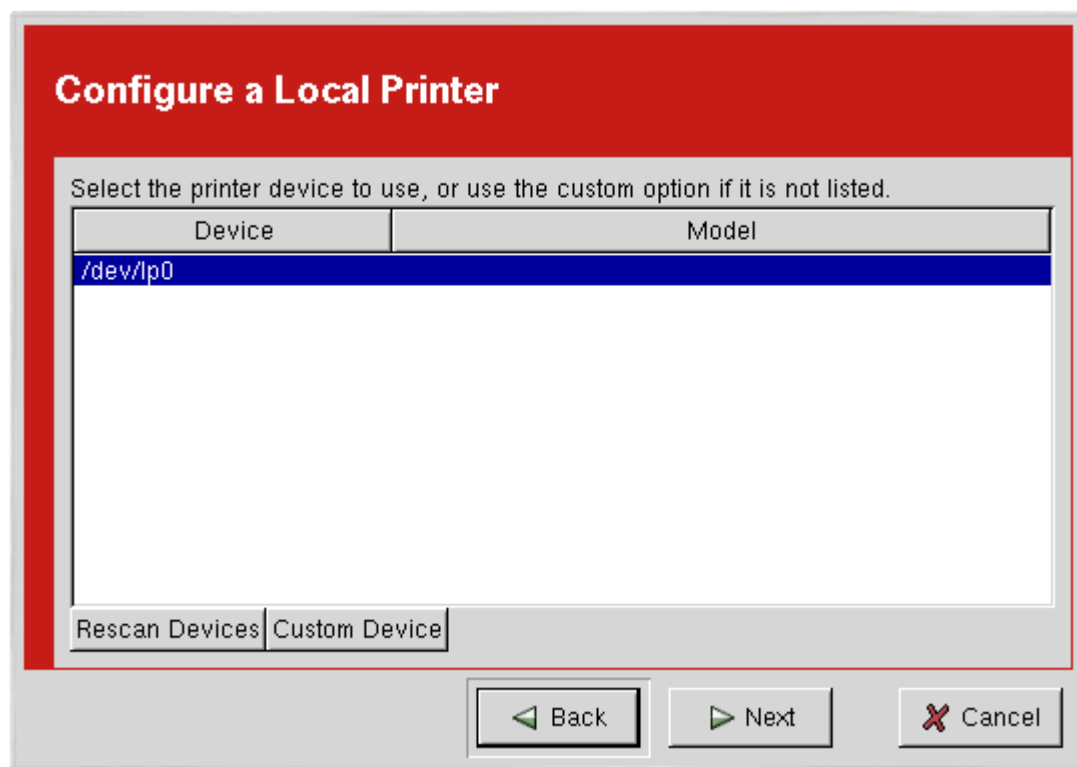 Configure a Local Printer
Select the printer device to use, or use the custom option if it is not listed.
Device Model
/dev/lp0
Rescan Devices Custom Device
Back Next Cancel